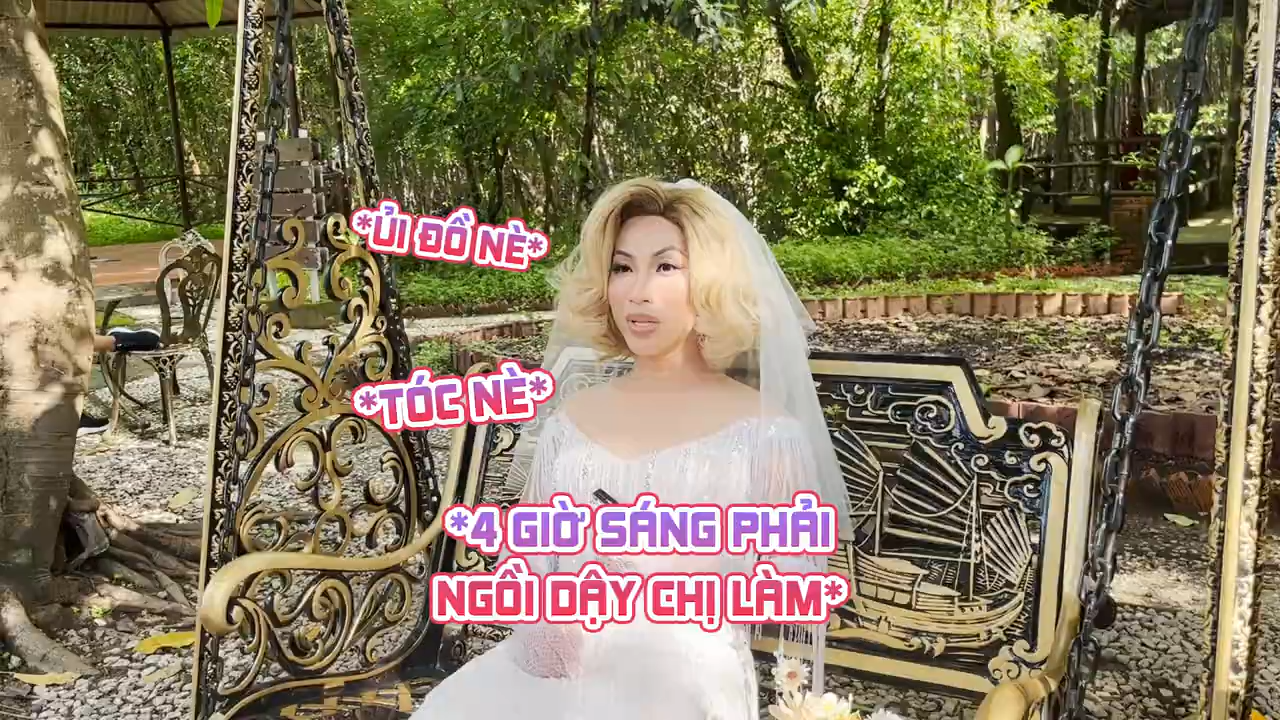 *ỦI ĐỒ NÈ*
*TÓC NÈ*
*4 GIỜ SÁNG PHẢI
NGỒI DẬY CHỊ LÀM*